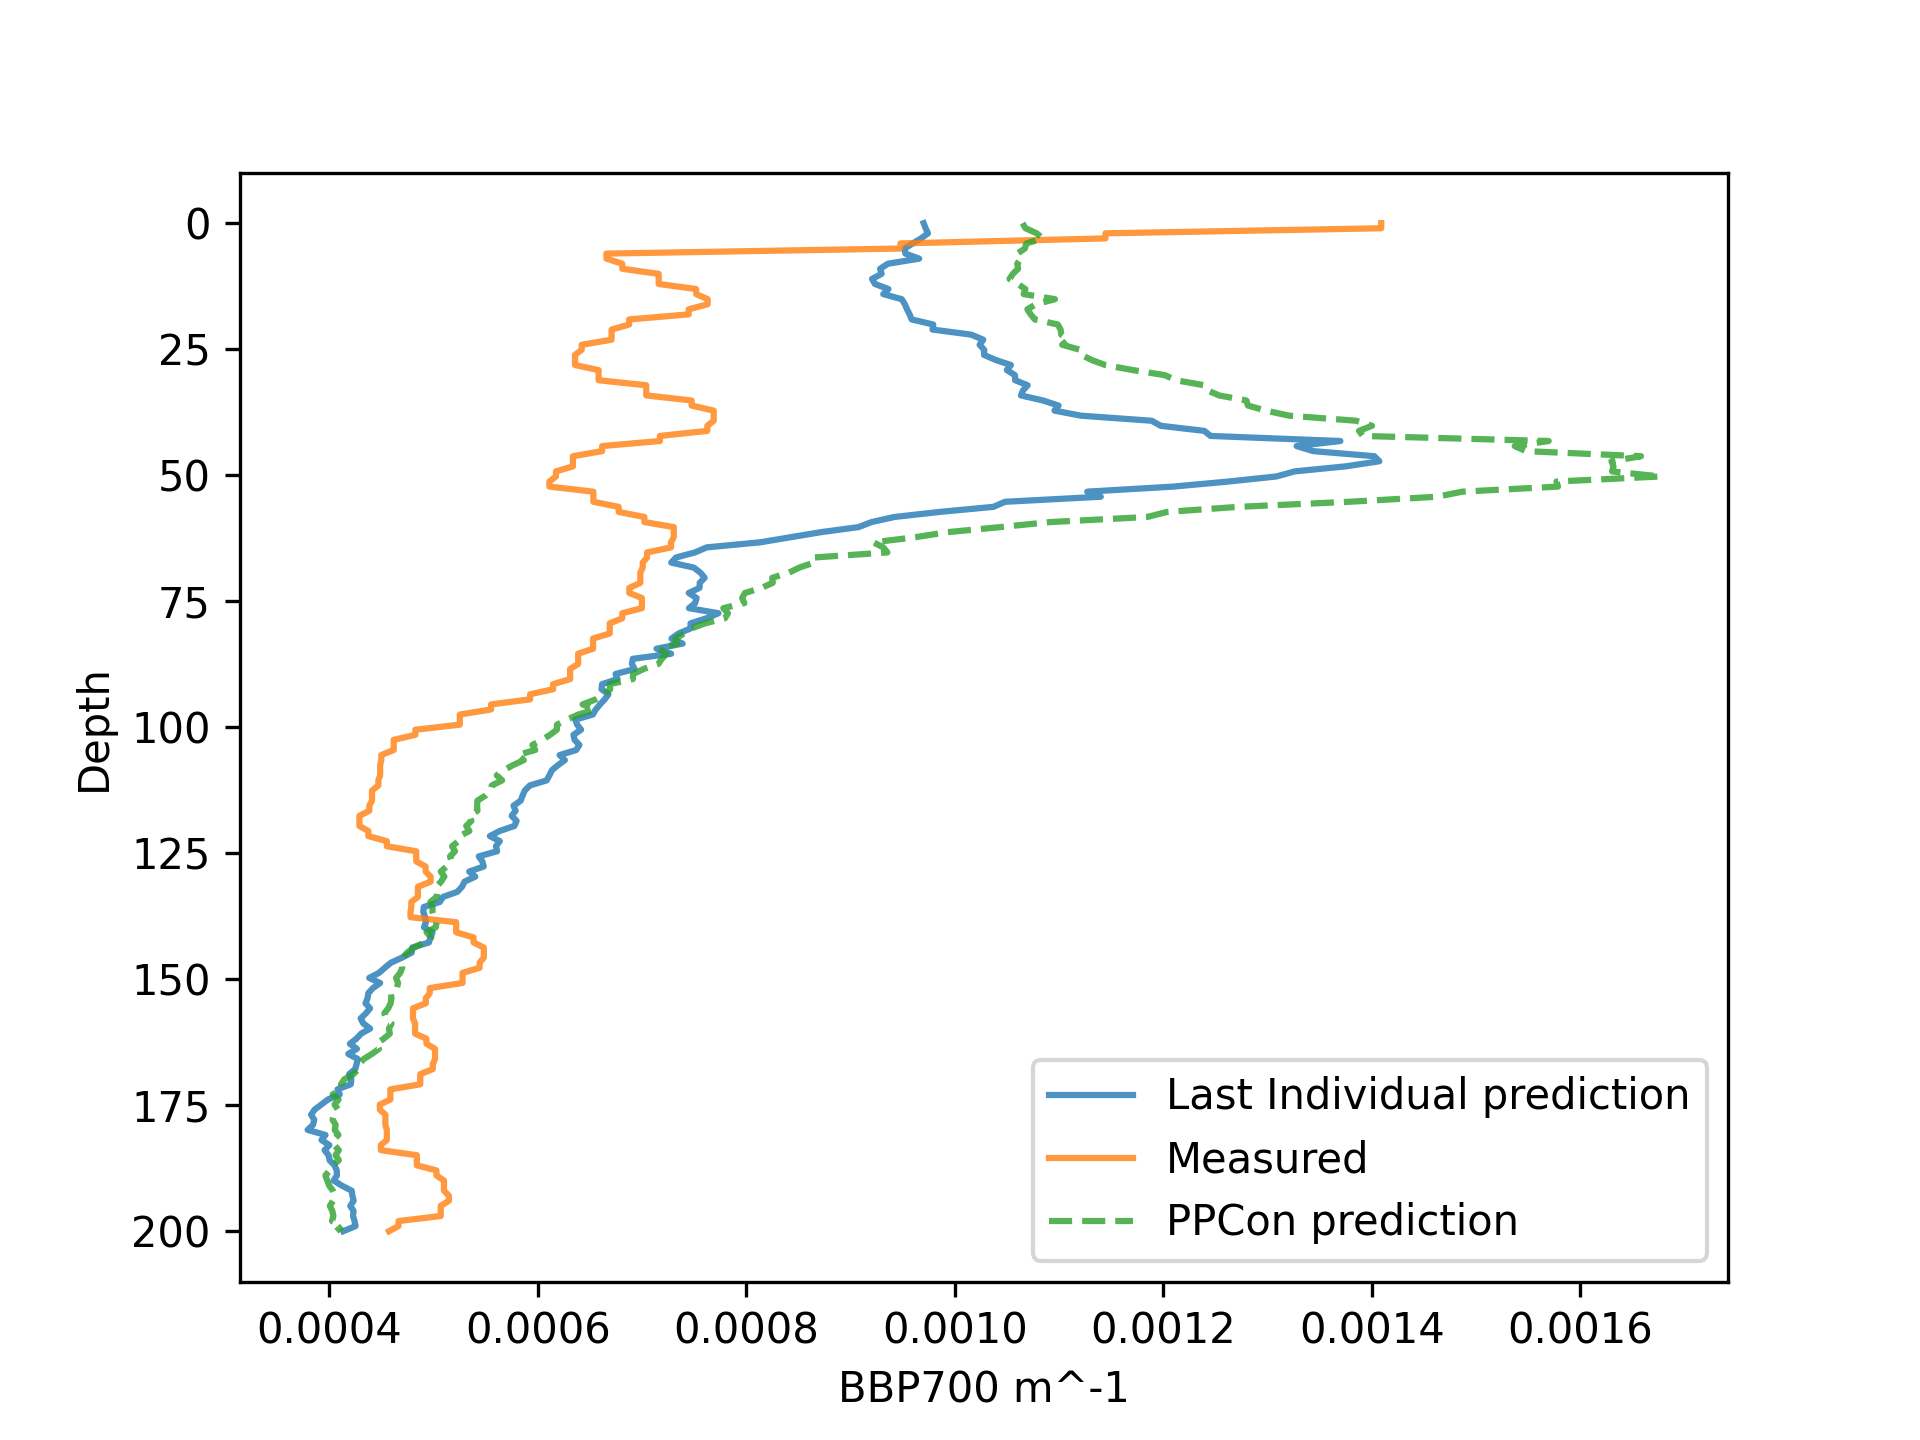 0
25
50
75
100
125
150
175
200
Depth
0.0004 0.0006 0.0008 0.0010 0.0012 0.0014 0.0016
BBP700 m^-1
Last Individual prediction
Measured
PPCon prediction